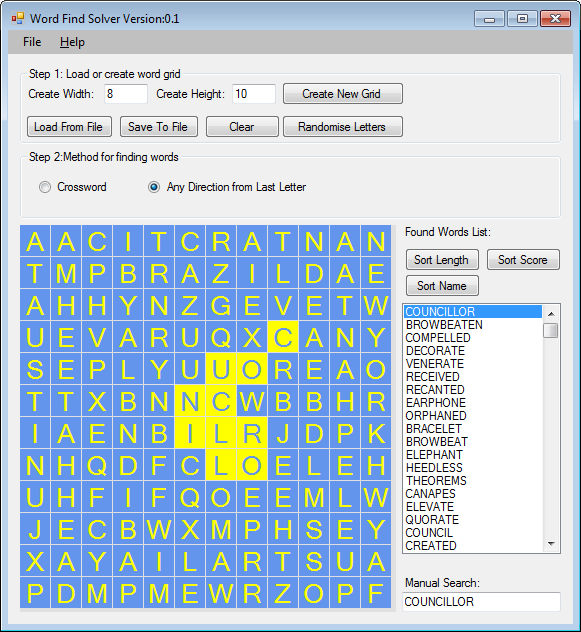 Word Find Solver Version:0.1
File Help
Step 1: Load or create word grid
Create Width: 8 Create Height: 10 Create New Grid
Load From File Save To File Clear Randomise Letters
Step 2:Method for finding words
Crossword Any Direction from Last Letter
A A C I T C R A T N A N
T M P B R A Z I L D A E
A H H Y N Z G E V E T W
U E V A R U Q X C A N Y
S E P L Y U U O R E A O
T T X B N N C W B B H R
I A E N B I L R J D P K
N H Q D F C L O E L E H
U H F I F Q O E E M L W
J E C B W X M P H S E Y
X A Y A I L A R T S U A
P D M P M E W R Z O P F
Found Words List:
Sort Length Sort Score
Sort Name
COUNCILLOR
BROWBEATEN
COMPELLED
DECORATE
VENERATE
RECEIVED
RECANTED
EARPHONE
ORPHANED
BRACELET
BROWBEAT
ELEPHANT
HEEDLESS
THEOREMS
CANAPES
ELEVATE
QUORATE
COUNCIL
CREATED
Manual Search:
COUNCILLOR